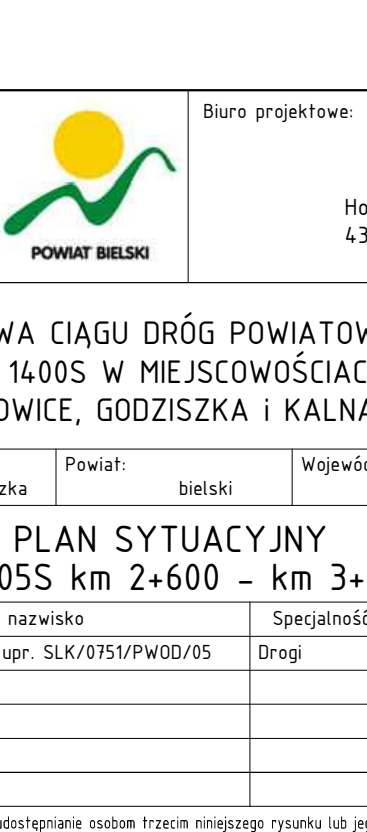 Biuro projektowe:
Ho
43
POWIAT BIELSKI
WA CIĄGU DRÓG POWIATOW
1400S W MIEJSCOWOŚCIAC
OWICE, GODZISZKA i KALNA
Powiat:
Wojewó
zka
bielski
PLAN SYTUACYJNY
05S km 2+600 - km 3+
nazwisko
Specjalność
upr. SLK/0751/PWOD/05
Drogi
udostępnianie osobom trzecim niniejszego rysunku lub jeg